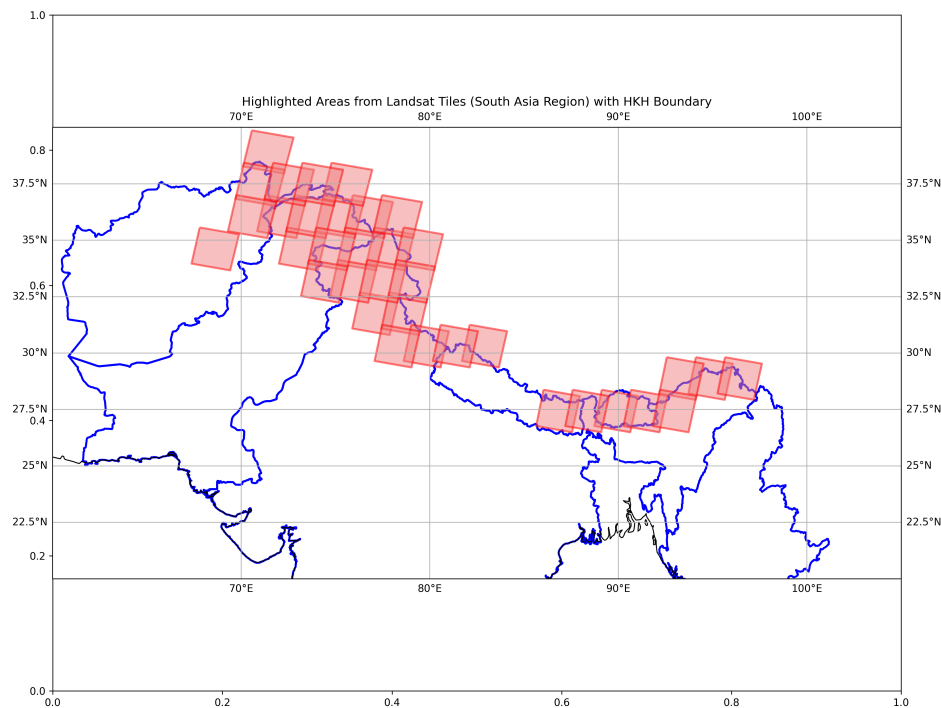 1.0
Highlighted Areas from Landsat Tiles (South Asia Region) with HKH Boundary
70°E 80°E 90°E 100°E
0.8
37.5°N 37.5°N
35°N 35°N
0.6
32.5°N 32.5°N
30°N 30°N
27.5°N 27.5°N
0.4
25°N 25°N
22.5°N 22.5°N
0.2
70°E 80°E 90°E 100°E
0.0
0.0 0.2 0.4 0.6 0.8 1.0